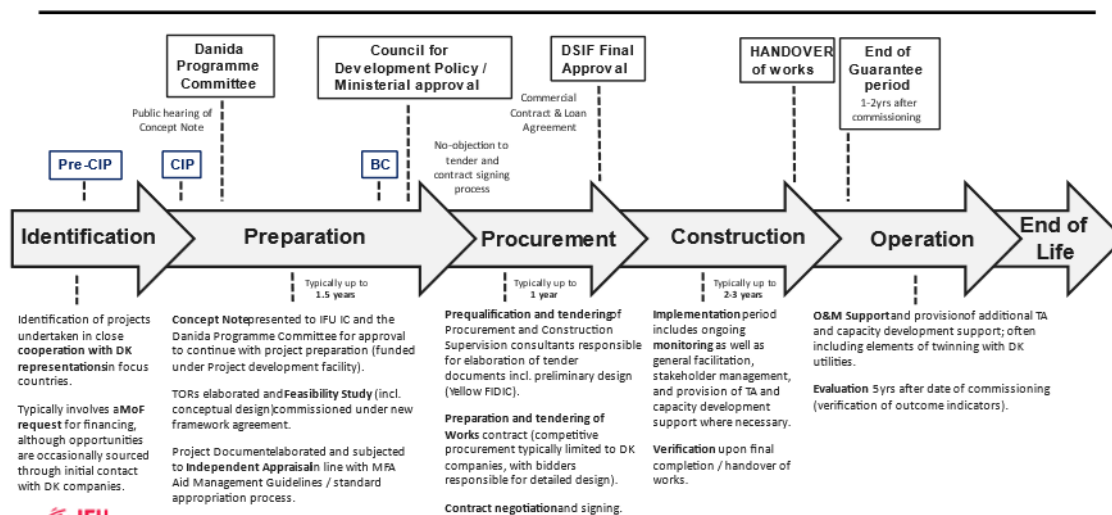 Danida
Programme
Committee
Council for
Development Policy /
Ministerial approval
DSIF Final
Approval
HANDOVER
of works
End of
Guarantee
period
1-2yrs after
commissioning
Public hearing of
Concept Note
Commercial
Contract & Loan
Agreement
No-objection to
tender and
contract signing
process
Pre-CIP
CIP
BC
Identification
Preparation
Procurement
Construction
Operation
End of
Life
Typically up to
1.5 years
Typically up to
1 year
Typically up to
2-3 years
Identification of projects
undertaken in close
cooperation with DK
representationsin focus
countries.
Typically involves aMoF
request for financing,
although opportunities
are occasionally sourced
through initial contact
with DK companies.
Concept Notepresented to IFU IC and the
Danida Programme Committee for approval
to continue with project preparation (funded
under Project development facility).
TORs elaborated andFeasibility Study (incl.
conceptual design)commissioned under new
framework agreement.
Project Documentelaborated and subjected
to Independent Appraisalin line with MFA
Aid Management Guidelines / standard
appropriation process.
Prequalification and tenderingof
Procurement and Construction
Supervision consultants responsible
for elaboration of tender
documents incl. preliminary design
(Yellow FIDIC).
Preparation and tendering of
Works contract (competitive
procurement typically limited to DK
companies, with bidders
responsible for detailed design).
Contract negotiationand signing.
Implementation period
includes ongoing
monitoring as well as
general facilitation,
stakeholder management,
and provision of TA and
capacity development
support where necessary.
Verification upon final
completion / handover of
works.
O&M Support and provisionof additional TA
and capacity development support; often
including elements of twinning with DK
utilities.
Evaluation 5yrs after date of commissioning
(verification of outcome indicators).
IFU